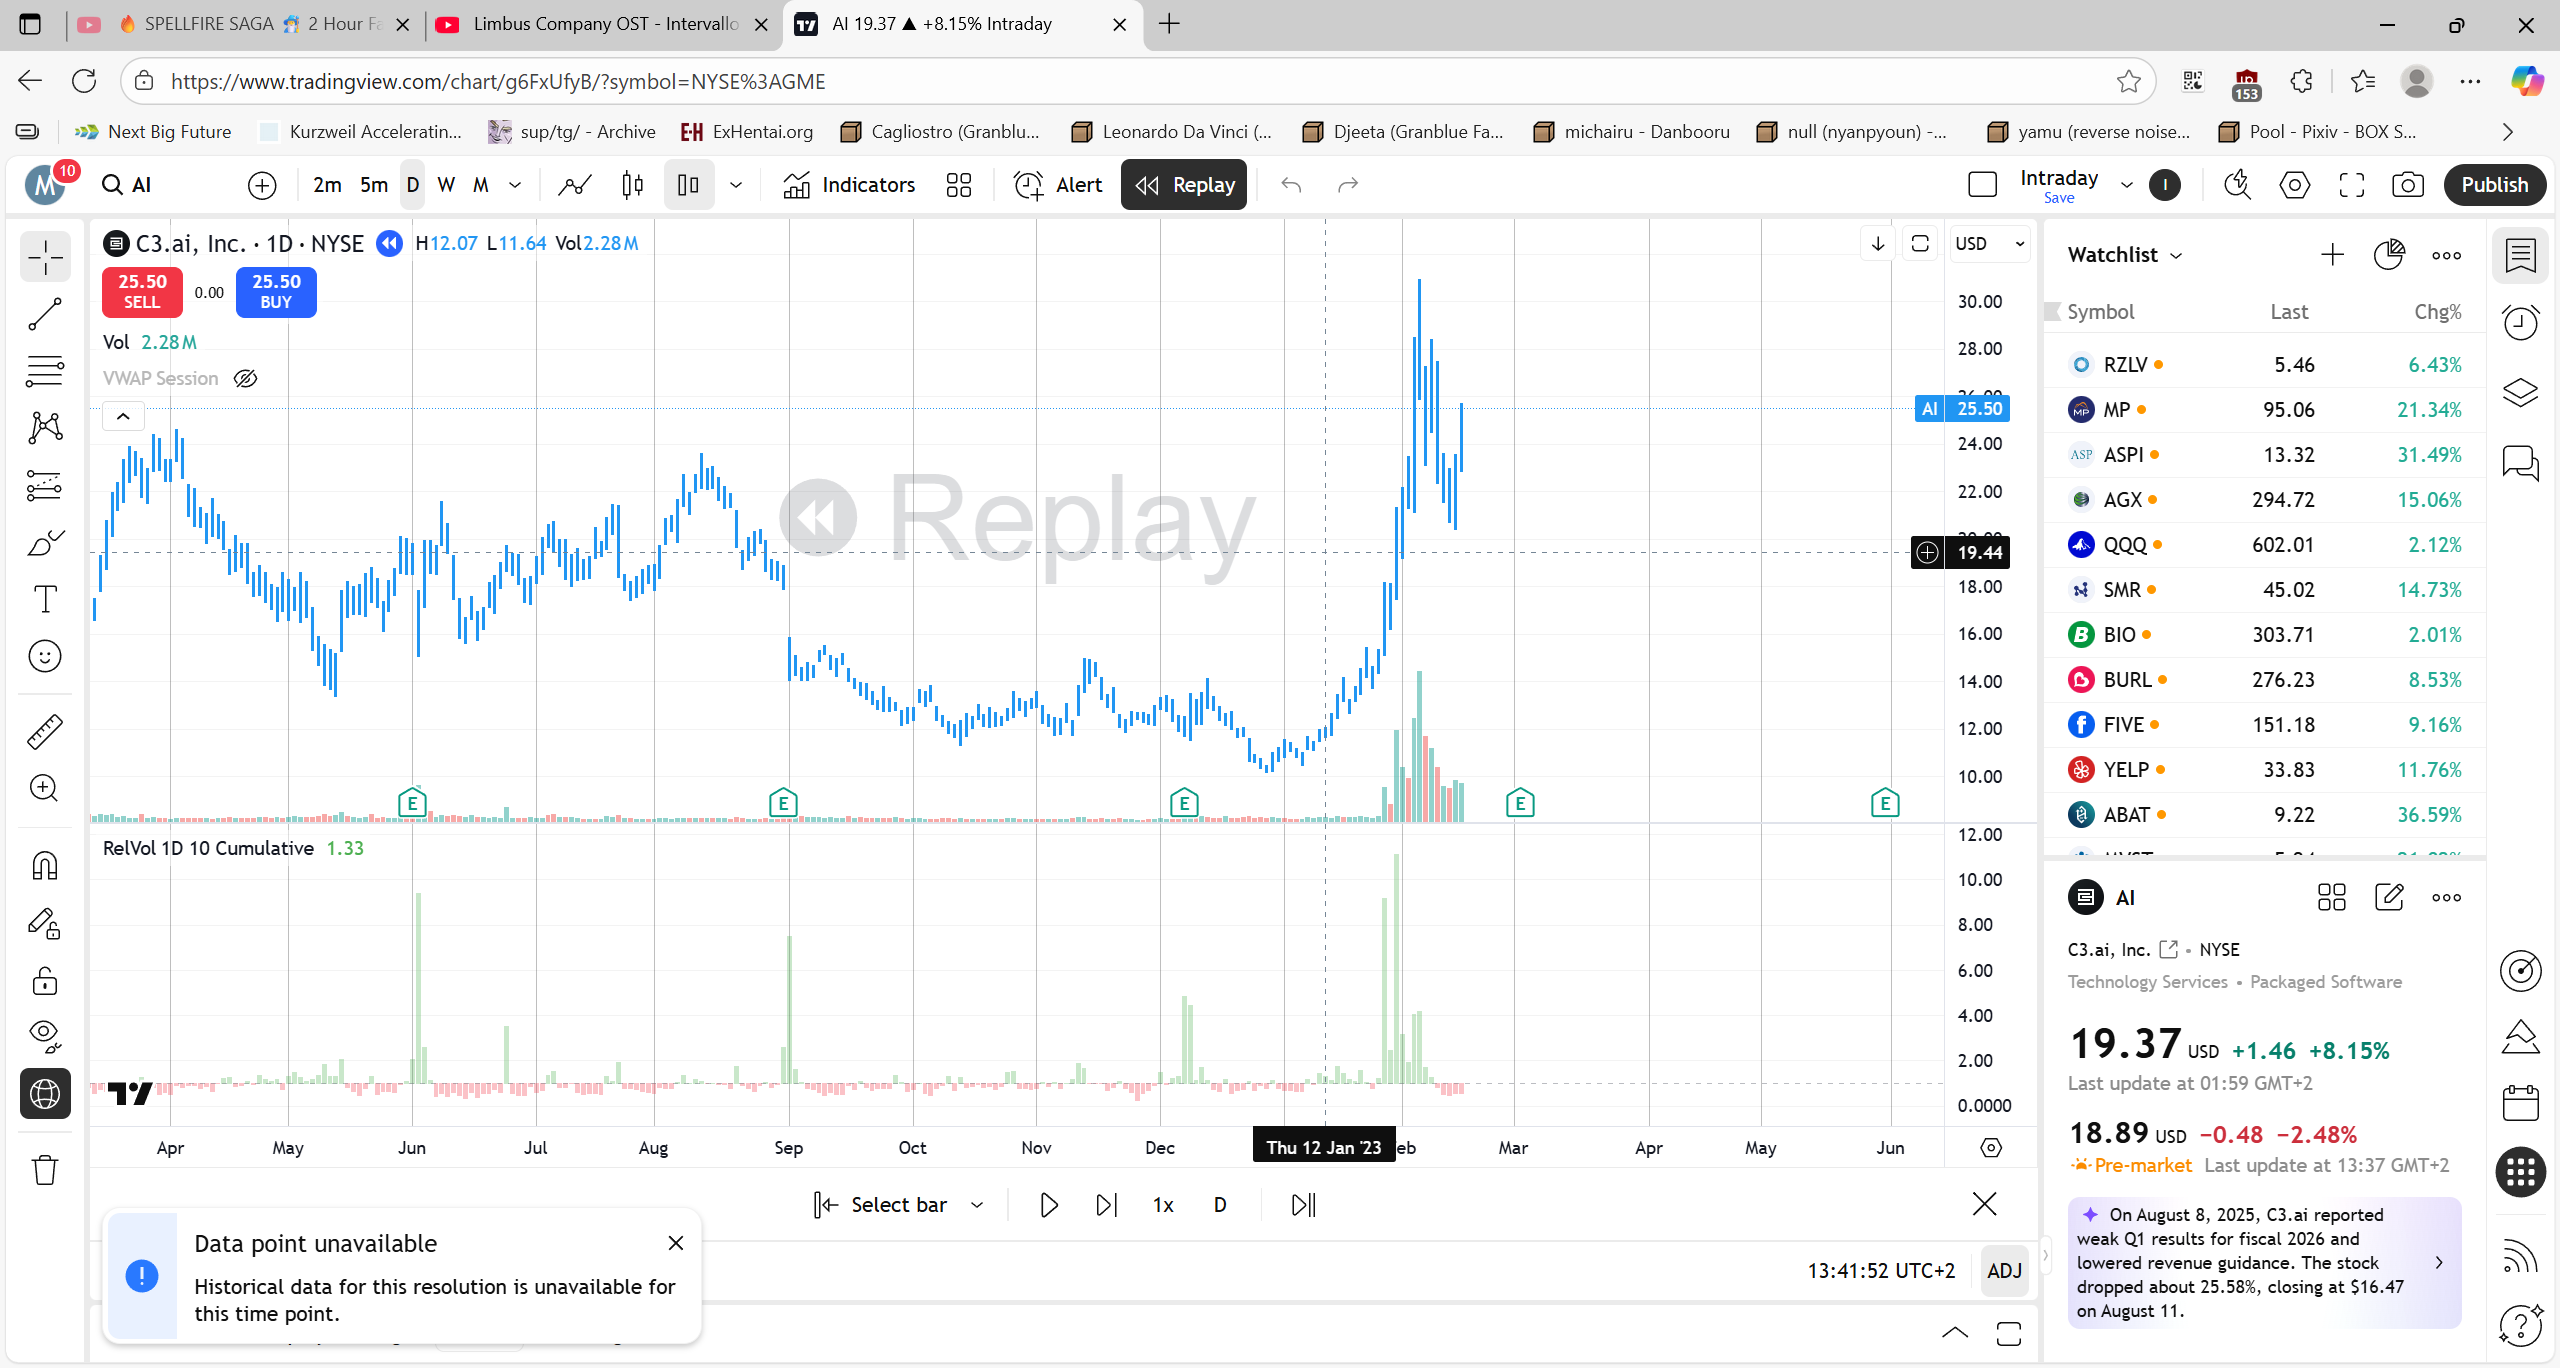 🔥 SPELLFIRE SAGA 🧙 2 Hour Fa
Limbus Company OST - Intervallo
AI 19.37 ▲ +8.15% Intraday
https://www.tradingview.com/chart/g6FxUfyB/?symbol=NYSE%3AGME
153
Next Big Future
Kurzweil Acceleratin...
sup/tg/ - Archive
ExHentai.org
Cagliostro (Granblu...
Leonardo Da Vinci (...
Djeeta (Granblue Fa...
michairu - Danbooru
null (nyanpyoun) -...
yamu (reverse noise...
Pool - Pixiv - BOX S...
M 10
AI
2m 5m D W M
Indicators
Alert
Replay
Intraday
Save
I
Publish
C3.ai, Inc. · 1D · NYSE H12.07 L11.64 Vol2.28M
25.50
SELL
0.00
25.50
BUY
Vol 2.28M
VWAP Session
Replay
USD
30.00
28.00
AI 25.50
24.00
22.00
19.44
18.00
16.00
14.00
12.00
10.00
E E E E E
RelVol 1D 10 Cumulative 1.33
12.00
10.00
8.00
6.00
4.00
2.00
0.0000
Apr May Jun Jul Aug Sep Oct Nov Dec Thu 12 Jan '23 eb Mar Apr May Jun
Select bar
1x
D
Data point unavailable
Historical data for this resolution is unavailable for
this time point.
13:41:52 UTC+2
ADJ
Watchlist
Symbol Last Chg%
RZLV 5.46 6.43%
MP 95.06 21.34%
ASPI 13.32 31.49%
AGX 294.72 15.06%
QQQ 602.01 2.12%
SMR 45.02 14.73%
BIO 303.71 2.01%
BURL 276.23 8.53%
FIVE 151.18 9.16%
YELP 33.83 11.76%
ABAT 9.22 36.59%
AI
C3.ai, Inc. • NYSE
Technology Services • Packaged Software
19.37 USD +1.46 +8.15%
Last update at 01:59 GMT+2
18.89 USD −0.48 −2.48%
Pre-market Last update at 13:37 GMT+2
On August 8, 2025, C3.ai reported
weak Q1 results for fiscal 2026 and
lowered revenue guidance. The stock
dropped about 25.58%, closing at $16.47
on August 11.